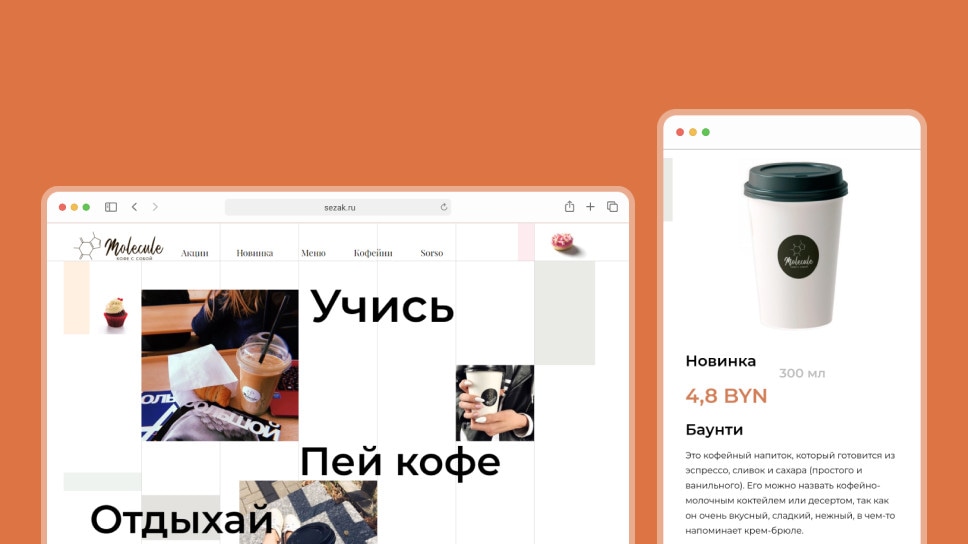 sezak.ru
Molecule
КОФЕ С СОБОЙ
Акции
Новинка
Меню
Кофейни
Sorso
Учись
Пей кофе
Отдыхай
Molecule
Новинка
300 мл
4,8 BYN
Баунти
Это кофейный напиток, который готовится из
эспрессо, сливок и сахара (простого и
ванильного). Его можно назвать кофейно-
молочным коктейлем или десертом, так как
он очень вкусный, сладкий, нежный, в чем-то
напоминает крем-брюле.